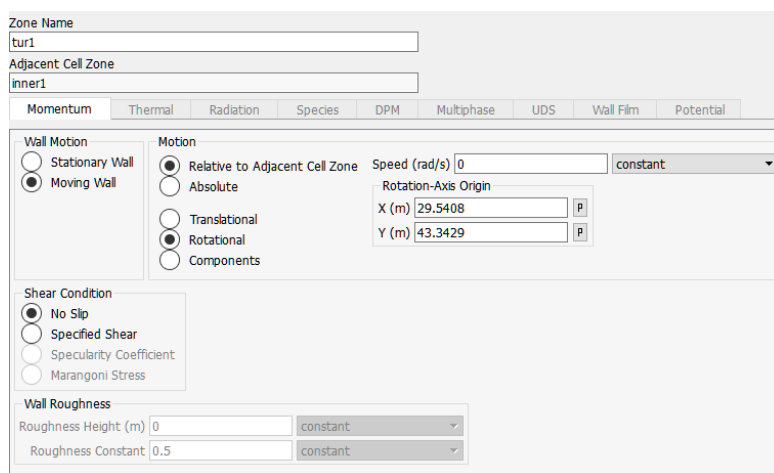 Zone Name
tur1
Adjacent Cell Zone
inner1
Momentum Thermal Radiation Species DPM Multiphase UDS Wall Film Potential
Wall Motion Motion
Stationary Wall Relative to Adjacent Cell Zone Speed (rad/s) 0 constant
Moving Wall Absolute Rotation-Axis Origin
X (m) 29.5408 P
Translational
Y (m) 43.3429 P
Rotational
Components
Shear Condition
No Slip
Specified Shear
Specularity Coefficient
Marangoni Stress
Wall Roughness
Roughness Height (m) 0 constant
Roughness Constant 0.5 constant